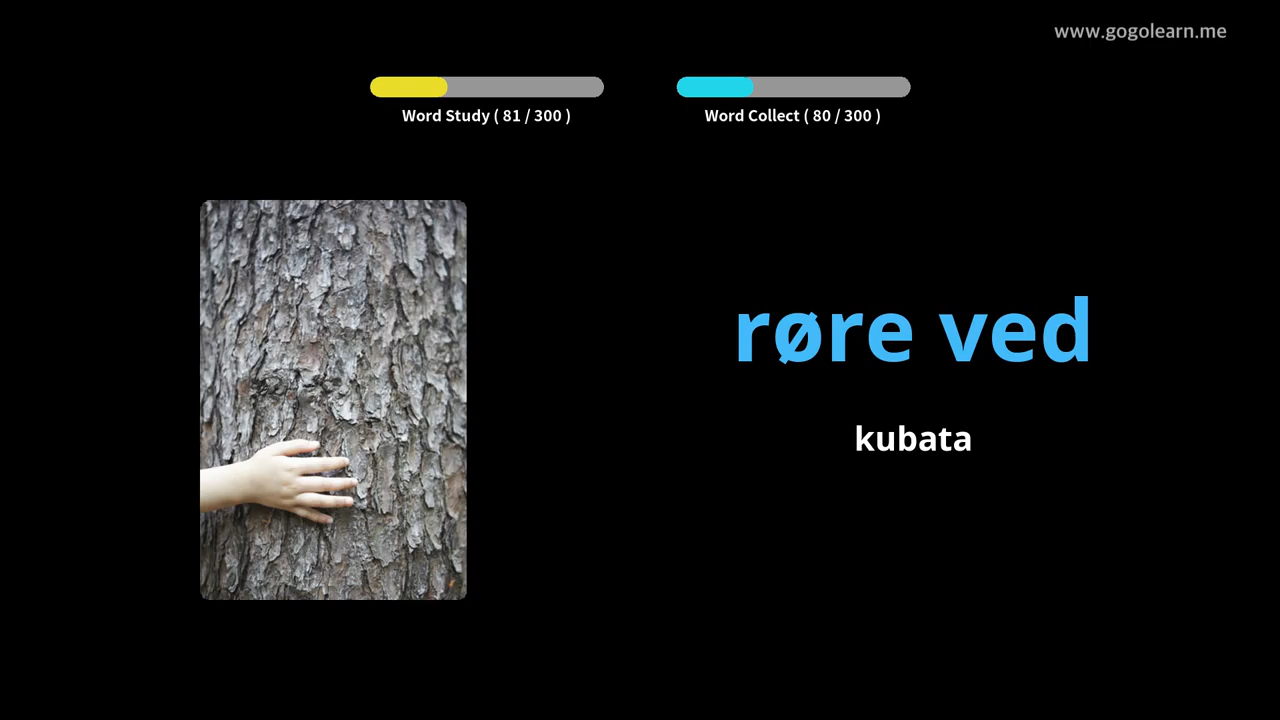 www.gogolearn.me
Word Study ( 81 / 300 )
Word Collect ( 80 / 300 )
røre ved
kubata